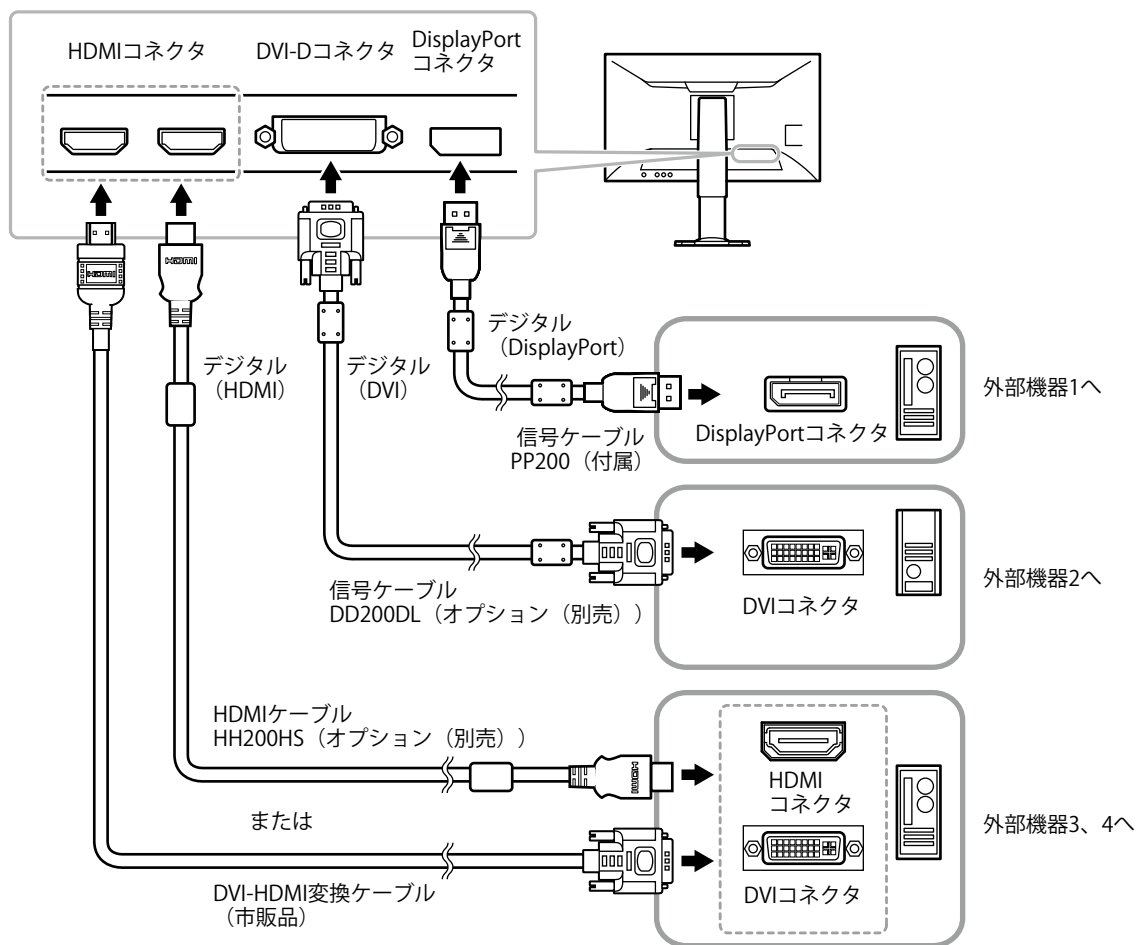 HDMIコネクタ
DVI-Dコネクタ
DisplayPort
コネクタ
HDMI
HDMI
デジタル
（HDMI）
デジタル
（DVI）
デジタル
（DisplayPort）
信号ケーブル
PP200（付属）
DisplayPortコネクタ
外部機器1へ
信号ケーブル
DD200DL（オプション（別売））
DVIコネクタ
外部機器2へ
HDMIケーブル
HH200HS（オプション（別売））
HDMI
HDMI
コネクタ
または
DVI-HDMI変換ケーブル
（市販品）
DVIコネクタ
外部機器3、4へ